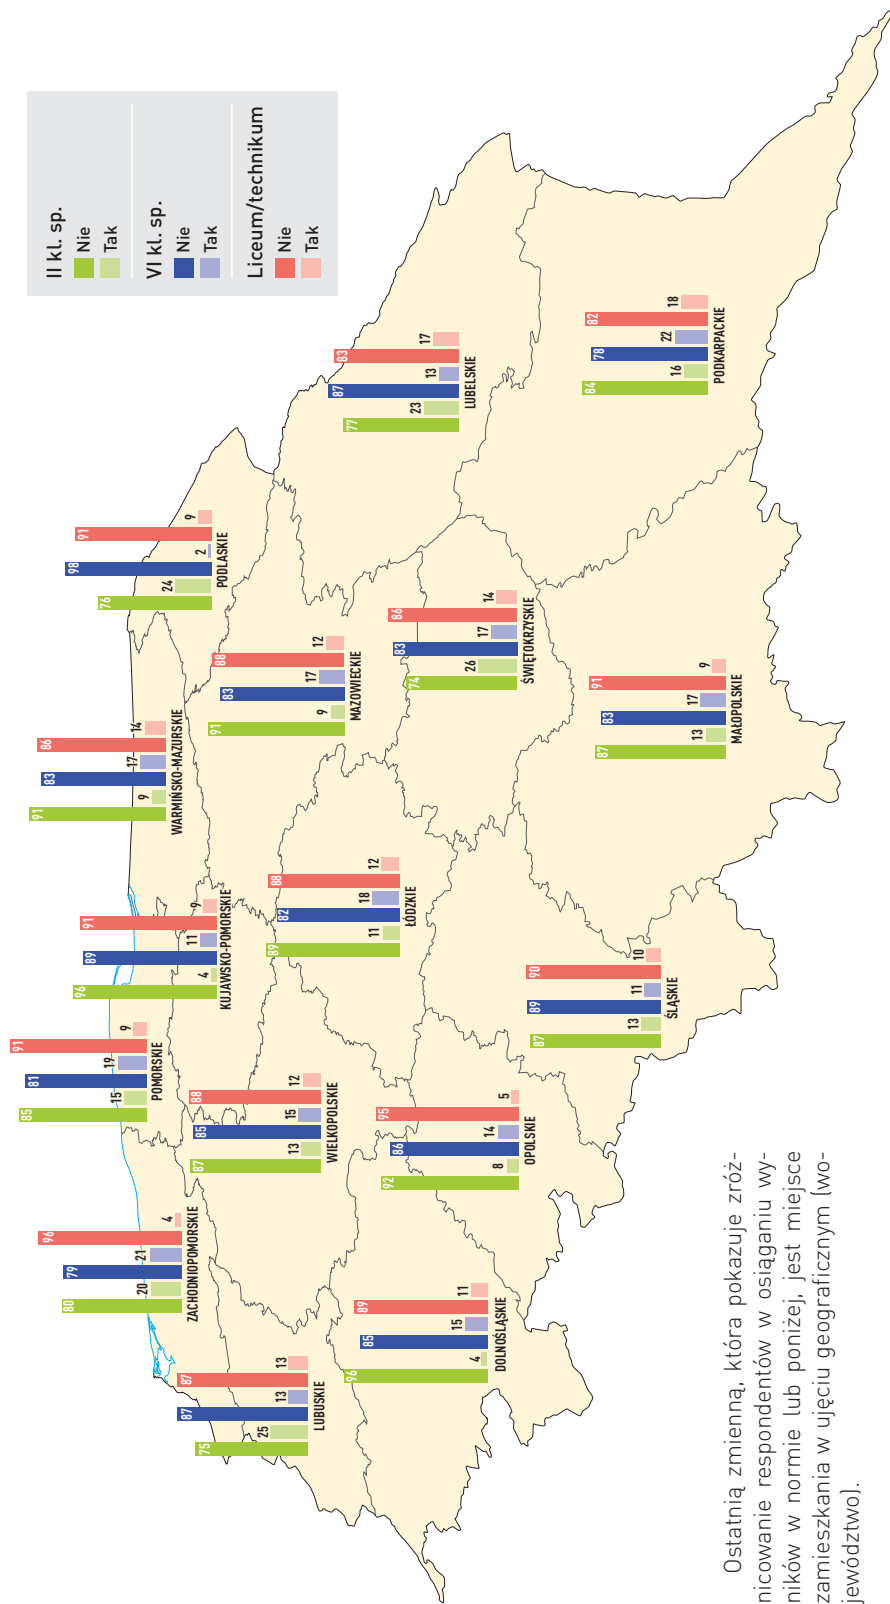 II kl. sp.
Nie
Tak
VI kl. sp.
Nie
Tak
Liceum/technikum
Nie
Tak
85 15 81 19 91 9
POMORSKIE
80 20 79 21 96 4
ZACHODNIOPOMORSKIE
96 4 89 11 91 9
KUJAWSKO-POMORSKIE
91 9 83 17 86 14
WARMIŃSKO-MAZURSKIE
76 24 98 2 91 9
PODLASKIE
75 25 87 13 87 13
LUBUSKIE
87 13 85 15 88 12
WIELKOPOLSKIE
91 9 83 17 88 12
MAZOWIECKIE
89 11 82 18 88 12
ŁÓDZKIE
77 23 87 13 83 17
LUBELSKIE
96 4 85 15 89 11
DOLNOŚLĄSKIE
92 8 86 14 95 5
OPOLSKIE
74 26 83 17 86 14
ŚWIĘTOKRZYSKIE
87 13 89 11 90 10
ŚLĄSKIE
87 13 83 17 91 9
MAŁOPOLSKIE
84 16 78 22 82 18
PODKARPACKIE
Ostatnią zmienną, która pokazuje zróż-
nicowanie respondentów w osiąganiu wy-
ników w normie lub poniżej, jest miejsce
zamieszkania w ujęciu geograficznym (wo-
jewództwo).